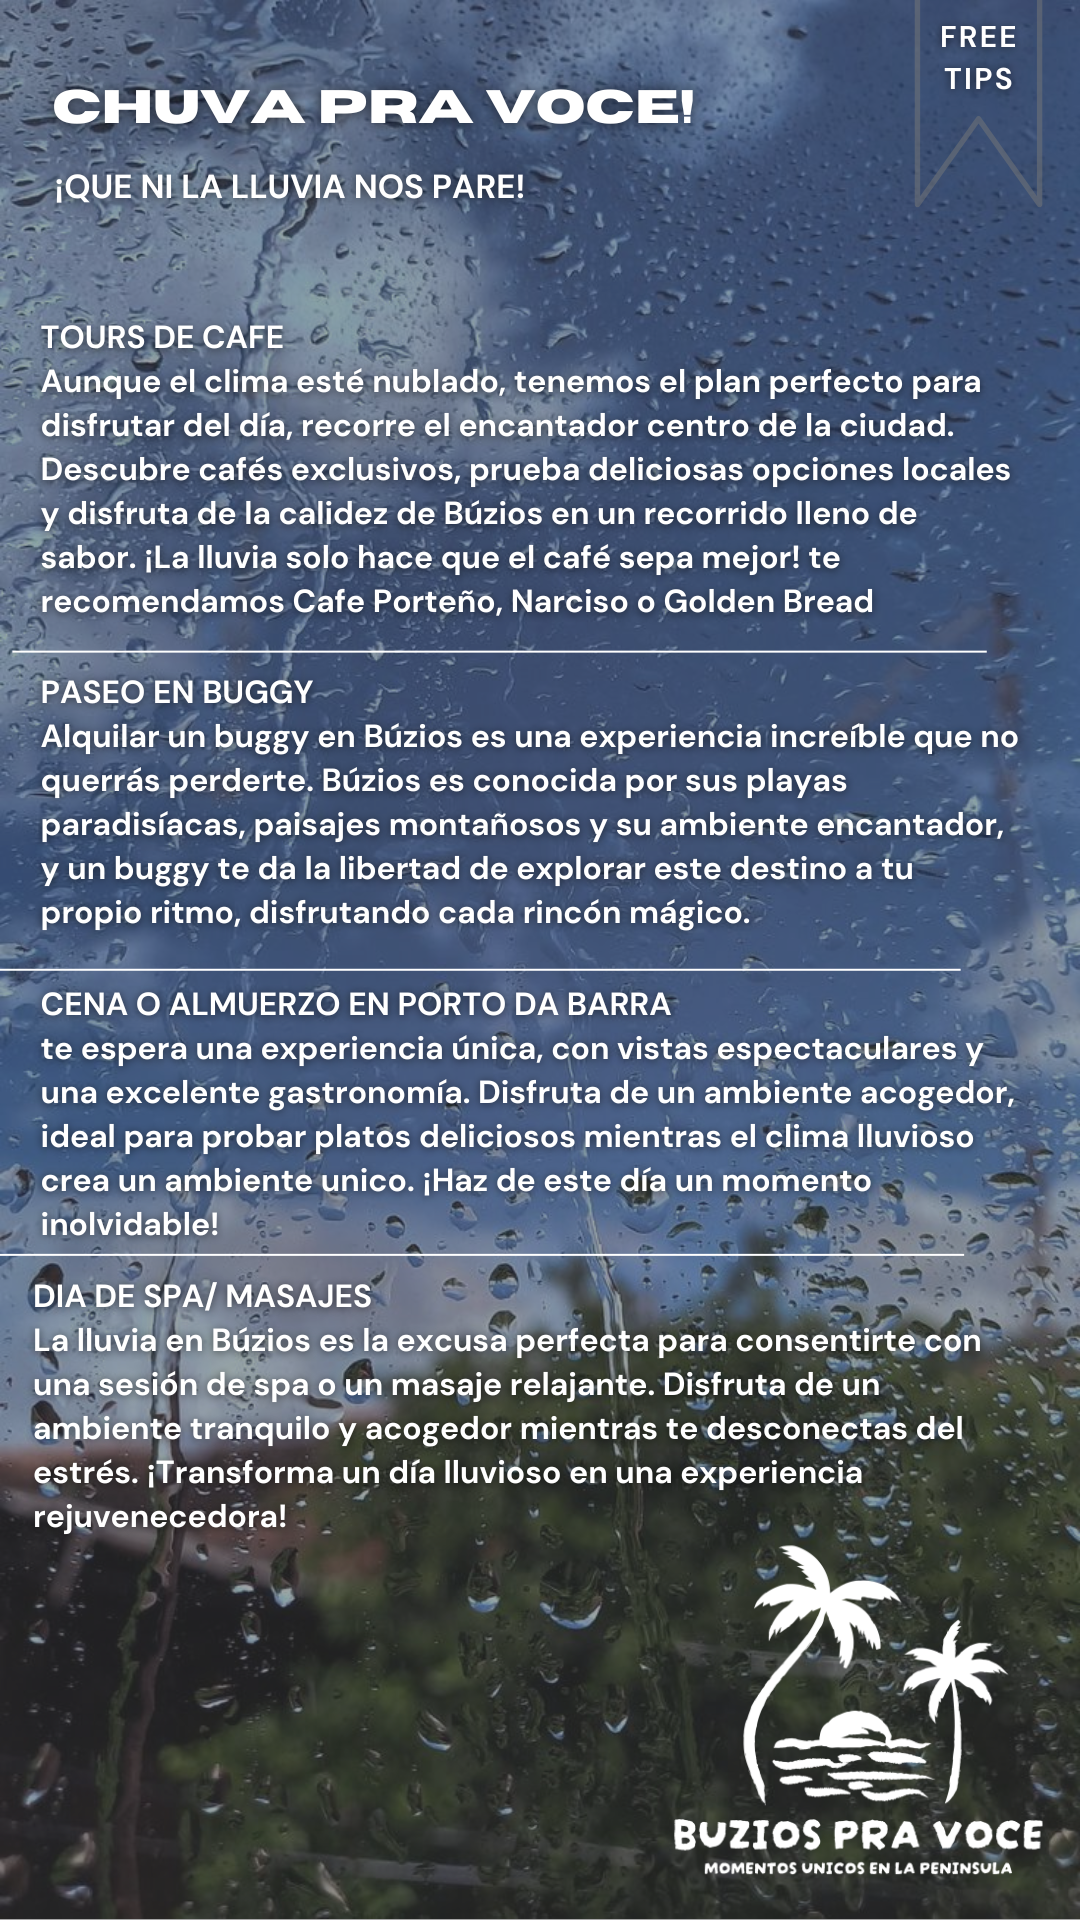 FREE
TIPS
CHUVA PRA VOCE!
¡QUE NI LA LLUVIA NOS PARE!
TOURS DE CAFE
Aunque el clima esté nublado, tenemos el plan perfecto para
disfrutar del día, recorre el encantador centro de la ciudad.
Descubre cafés exclusivos, prueba deliciosas opciones locales
y disfruta de la calidez de Búzios en un recorrido lleno de
sabor. ¡La lluvia solo hace que el café sepa mejor! te
recomendamos Cafe Porteño, Narciso o Golden Bread
PASEO EN BUGGY
Alquilar un buggy en Búzios es una experiencia increíble que no
querrás perderte. Búzios es conocida por sus playas
paradisíacas, paisajes montañosos y su ambiente encantador,
y un buggy te da la libertad de explorar este destino a tu
propio ritmo, disfrutando cada rincón mágico.
CENA O ALMUERZO EN PORTO DA BARRA
te espera una experiencia única, con vistas espectaculares y
una excelente gastronomía. Disfruta de un ambiente acogedor,
ideal para probar platos deliciosos mientras el clima lluvioso
crea un ambiente unico. ¡Haz de este día un momento
inolvidable!
DIA DE SPA/ MASAJES
La lluvia en Búzios es la excusa perfecta para consentirte con
una sesión de spa o un masaje relajante. Disfruta de un
ambiente tranquilo y acogedor mientras te desconectas del
estrés. ¡Transforma un día lluvioso en una experiencia
rejuvenecedora!
BUZIOS PRA VOCE
MOMENTOS UNICOS EN LA PENINSULA